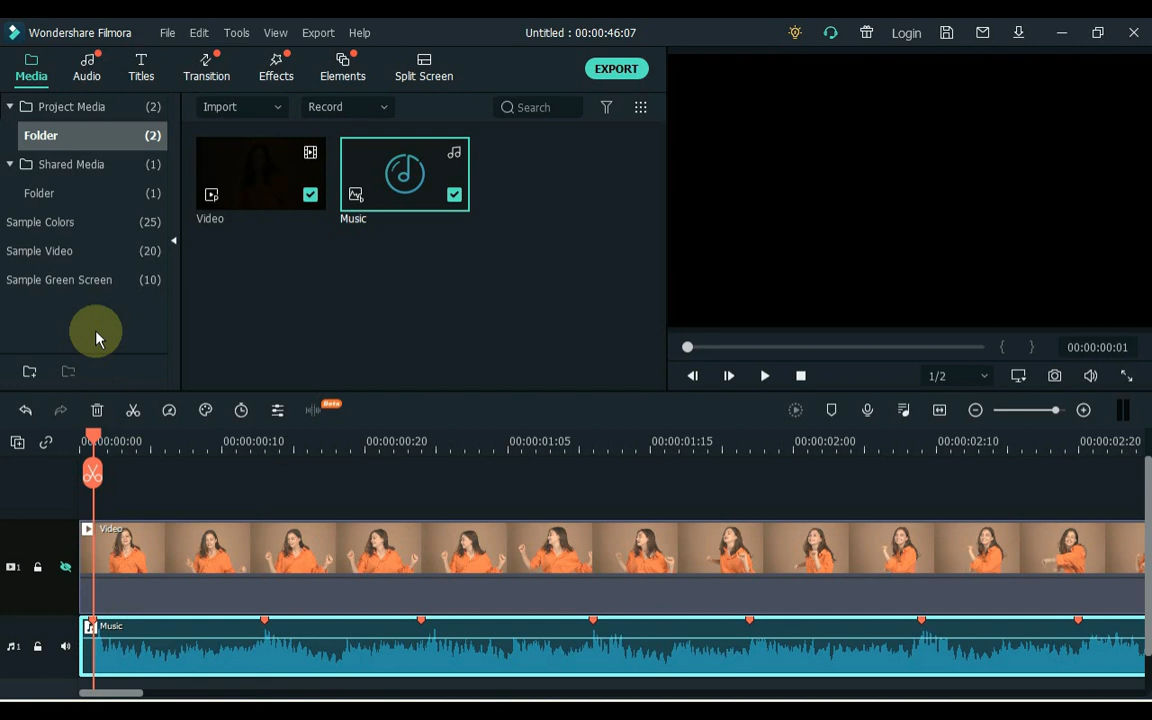 Wondershare Filmora File Edit Tools View Export Help Untitled : 00:00:46:07 Login
Media Audio Titles Transition Effects Elements Split Screen EXPORT
Project Media (2)
Folder (2)
Shared Media (1)
Folder (1)
Sample Colors (25)
Sample Video (20)
Sample Green Screen (10)
Import Record Search
Video Music
00:00:00:01
1/2
Beta
00:00:00:00 00:00:00:10 00:00:00:20 00:00:01:05 00:00:01:15 00:00:02:00 00:00:02:10 00:00:02:20
Video
1
Music
1